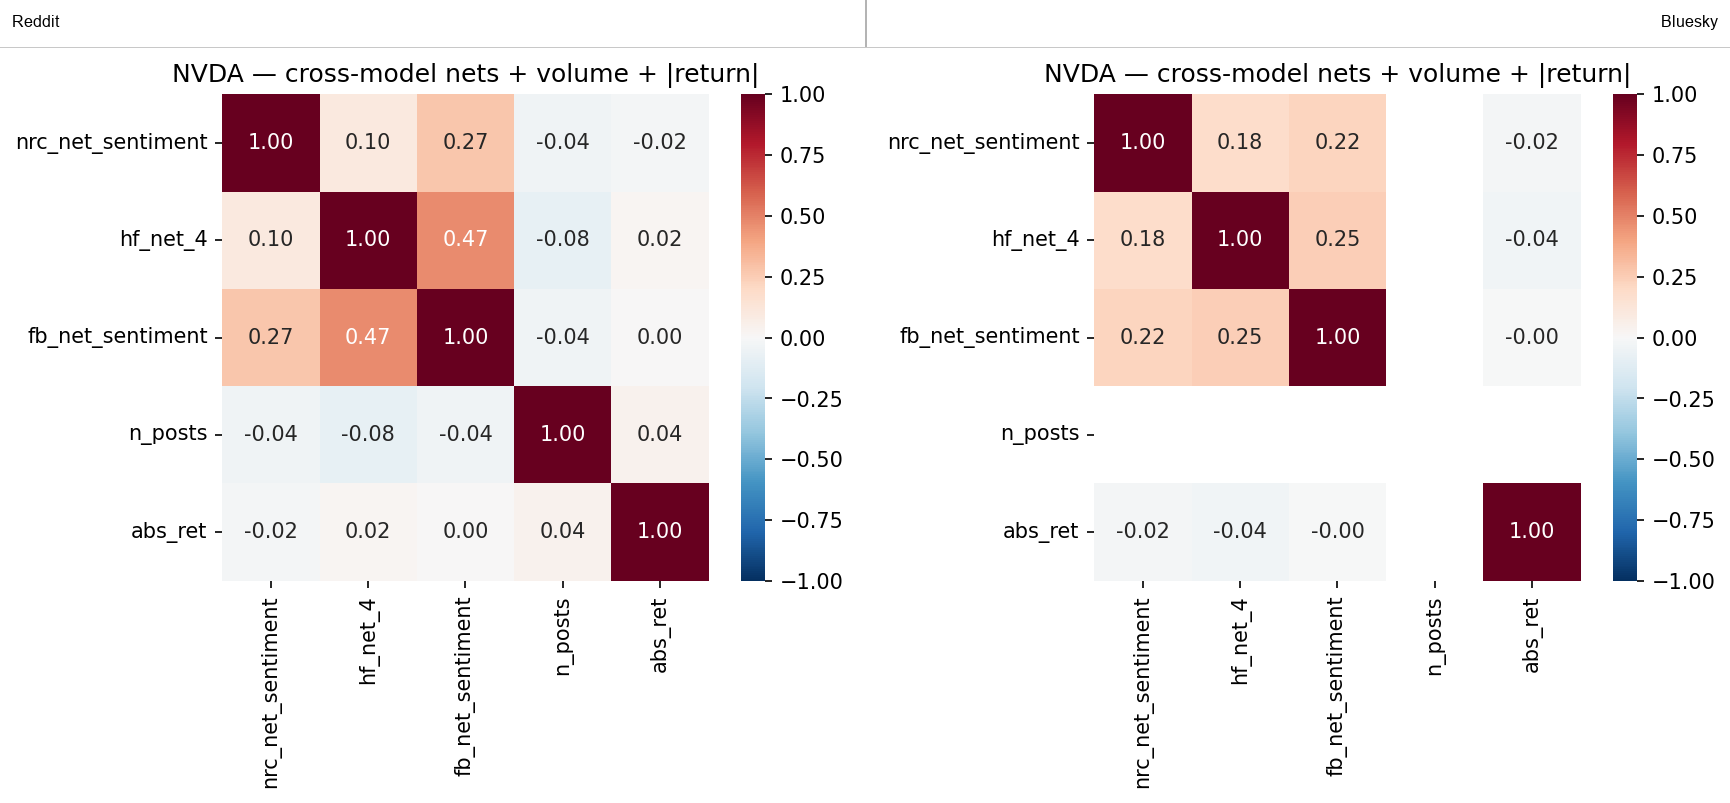 Reddit
Bluesky
NVDA — cross-model nets + volume + |return|
nrc_net_sentiment
1.00 0.10 0.27 -0.04 -0.02
hf_net_4
0.10 1.00 0.47 -0.08 0.02
fb_net_sentiment
0.27 0.47 1.00 -0.04 0.00
n_posts
-0.04 -0.08 -0.04 1.00 0.04
abs_ret
-0.02 0.02 0.00 0.04 1.00
nrc_net_sentiment
hf_net_4
fb_net_sentiment
n_posts
abs_ret
1.00
0.75
0.50
0.25
0.00
−0.25
−0.50
−0.75
−1.00
NVDA — cross-model nets + volume + |return|
nrc_net_sentiment
1.00 0.18 0.22 -0.02
hf_net_4
0.18 1.00 0.25 -0.04
fb_net_sentiment
0.22 0.25 1.00 -0.00
n_posts
abs_ret
-0.02 -0.04 -0.00 1.00
nrc_net_sentiment
hf_net_4
fb_net_sentiment
n_posts
abs_ret
1.00
0.75
0.50
0.25
0.00
−0.25
−0.50
−0.75
−1.00